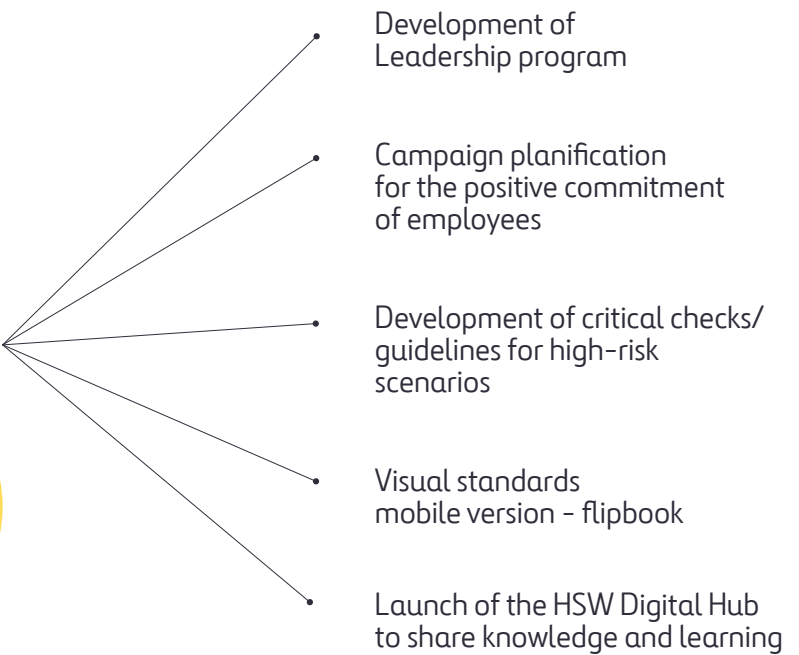 Development of
Leadership program
Campaign planification
for the positive commitment
of employees
Development of critical checks/
guidelines for high-risk
scenarios
Visual standards
mobile version - flipbook
Launch of the HSW Digital Hub
to share knowledge and learning